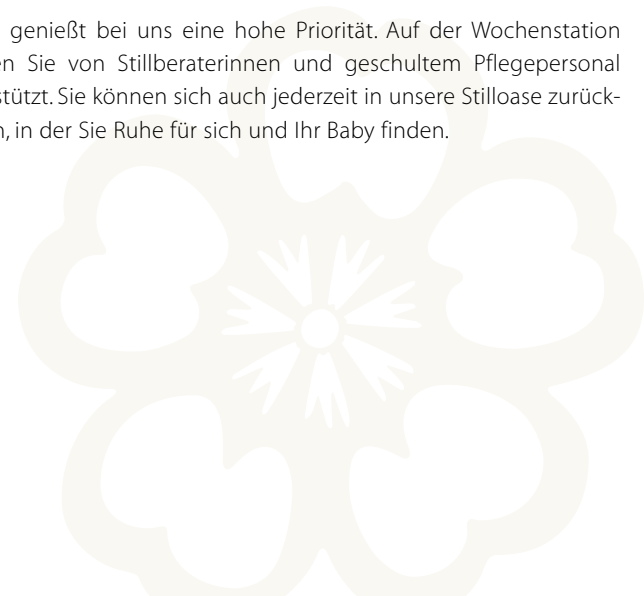 genießt bei uns eine hohe Priorität. Auf der Wochenstation
en Sie von Stillberaterinnen und geschultem Pflegepersonal
stützt. Sie können sich auch jederzeit in unsere Stilloase zurück-
n, in der Sie Ruhe für sich und Ihr Baby finden.